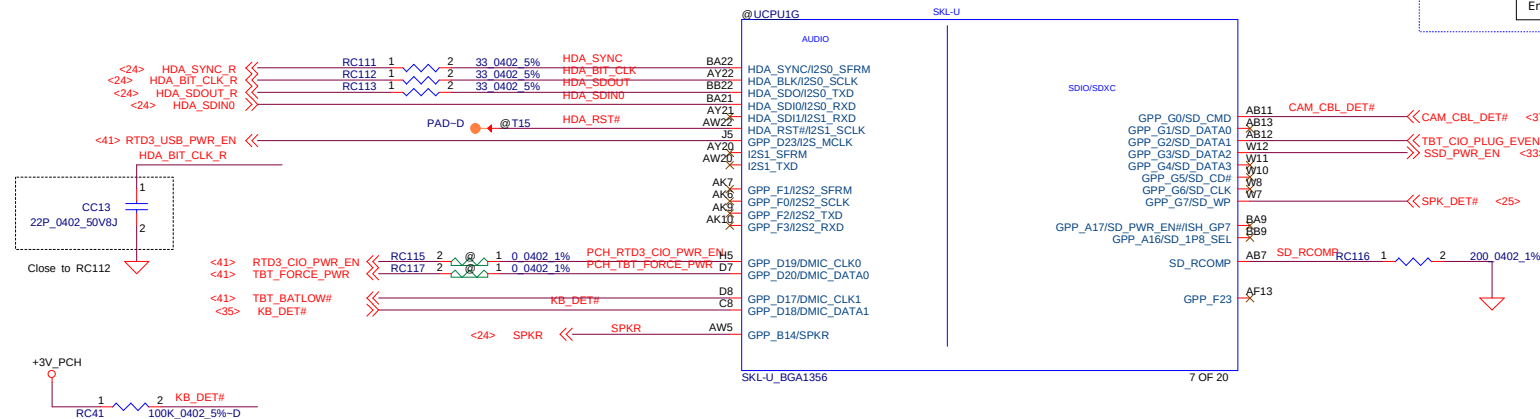 @UCPU1G
SKL-U
En
AUDIO
SDIO/SDXC
<24> HDA_SYNC_R RC111 1 2 33_0402_5% HDA_SYNC BA22 HDA_SYNC/I2S0_SFRM
<24> HDA_BIT_CLK_R RC112 1 2 33_0402_5% HDA_BIT_CLK AY22 HDA_BLK/I2S0_SCLK
<24> HDA_SDOUT_R RC113 1 2 33_0402_5% HDA_SDOUT BB22 HDA_SDO/I2S0_TXD
<24> HDA_SDIN0 HDA_SDIN0 BA21 HDA_SDI0/I2S0_RXD
AY21 HDA_SDI1/I2S1_RXD
PAD~D @T15 HDA_RST# AW22 HDA_RST#/I2S1_SCLK
<41> RTD3_USB_PWR_EN J5 GPP_D23/I2S_MCLK
AY20 I2S1_SFRM
AW20 I2S1_TXD
HDA_BIT_CLK_R
1
CC13
22P_0402_50V8J
2
Close to RC112
AK7 GPP_F1/I2S2_SFRM
AK6 GPP_F0/I2S2_SCLK
AK9 GPP_F2/I2S2_TXD
AK10 GPP_F3/I2S2_RXD
<41> RTD3_CIO_PWR_EN RC115 2 @ 1 0_0402_1% PCH_RTD3_CIO_PWR_EN H5 GPP_D19/DMIC_CLK0
<41> TBT_FORCE_PWR RC117 2 @ 1 0_0402_1% PCH_TBT_FORCE_PWR D7 GPP_D20/DMIC_DATA0
<41> TBT_BATLOW# D8 GPP_D17/DMIC_CLK1
<35> KB_DET# KB_DET# C8 GPP_D18/DMIC_DATA1
<24> SPKR SPKR AW5 GPP_B14/SPKR
GPP_G0/SD_CMD AB11 CAM_CBL_DET# CAM_CBL_DET# <3
GPP_G1/SD_DATA0 AB13
GPP_G2/SD_DATA1 AB12 TBT_CIO_PLUG_EVEN
GPP_G3/SD_DATA2 W12 SSD_PWR_EN <33
GPP_G4/SD_DATA3 W11
GPP_G5/SD_CD# W10
GPP_G6/SD_CLK W8
GPP_G7/SD_WP W7 SPK_DET# <25>
GPP_A17/SD_PWR_EN#/ISH_GP7 BA9
GPP_A16/SD_1P8_SEL BB9
SD_RCOMP AB7 SD_RCOMP RC116 1 2 200_0402_1%
GPP_F23 AF13
SKL-U_BGA1356
7 OF 20
+3V_PCH
1 2 KB_DET#
RC41 100K_0402_5%~D